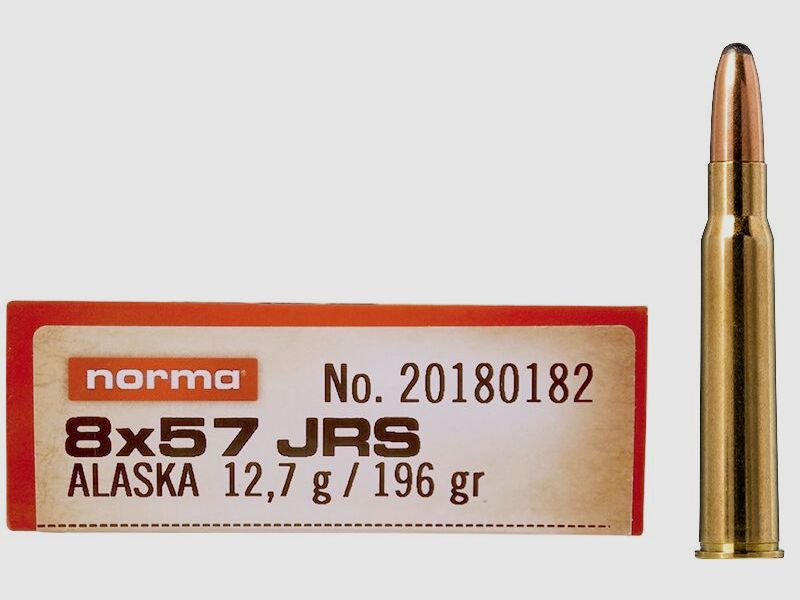 norma
No. 20180182
8x57 JRS
ALASKA 12,7 g / 196 gr